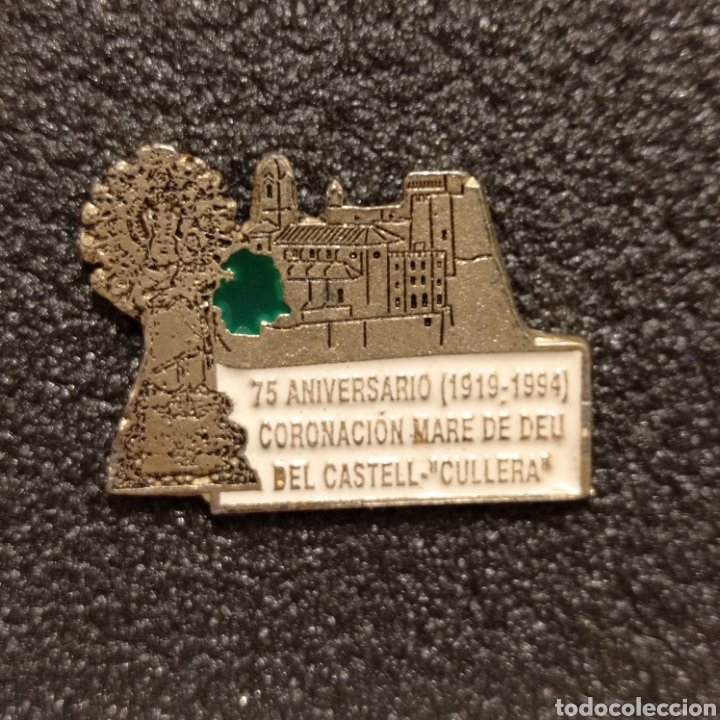 75 ANIVERSARIO (1919-1994)
CORONACIÓN MARE DE DEU
DEL CASTELL-"CULLERA"
todocoleccion